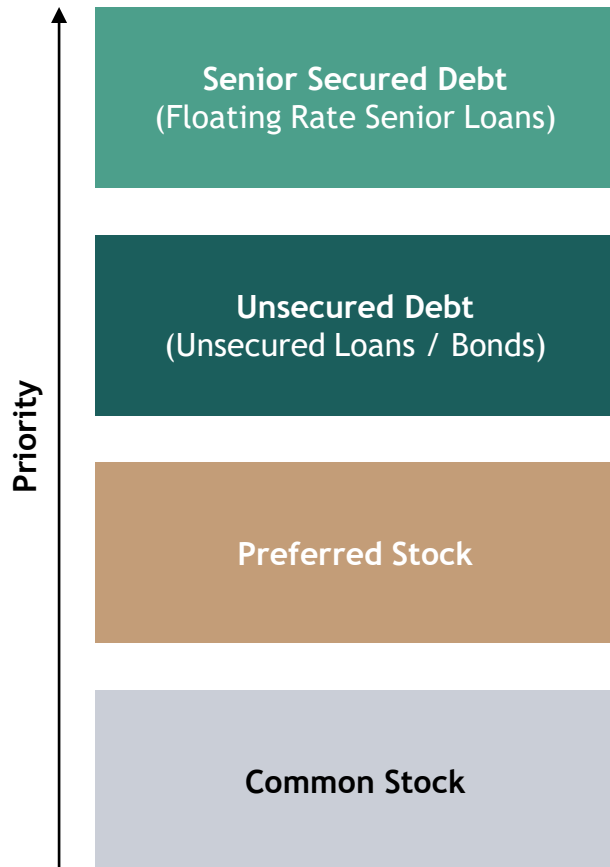 Senior Secured Debt
(Floating Rate Senior Loans)
Unsecured Debt
(Unsecured Loans / Bonds)
Priority
Preferred Stock
Common Stock